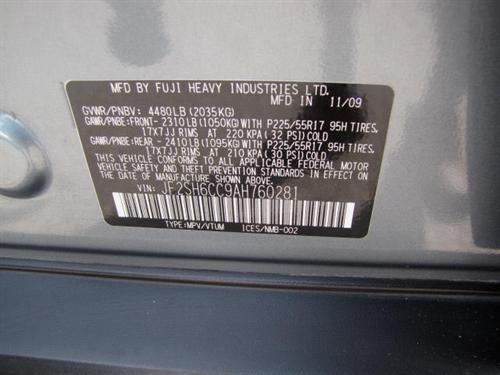 MFD BY FUJI HEAVY INDUSTRIES LTD.
MFD IN 11/09
GVWR/PNBV: 4480LB(2035KG)
GAWR/PNBE:FRONT- 2310LB(1050KG)WITH P225/55R17 95H TIRES.
17X7JJ RIMS AT 220 KPA(32 PSI)COLD
GAWR/PNBE:REAR - 2410LB(1095KG)WITH P225/55R17 95H TIRES.
17X7JJ RIMS AT 210 KPA(30 PSI)COLD
THIS VEHICLE CONFORMS TO ALL APPLICABLE FEDERAL MOTOR
VEHICLE SAFETY AND THEFT PREVENTION STANDARDS IN EFFECT ON
THE DATE OF MANUFACTURE SHOWN ABOVE.
VIN: JF2SH6CC9AH760281
TYPE:MPV/VTUM ICES/NMB-002